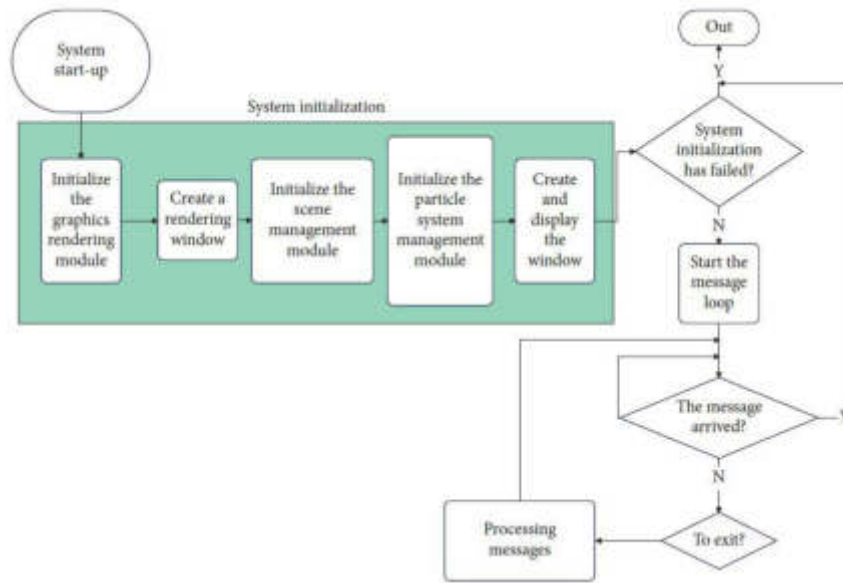 System
start-up
System initialization
Initialize
the
graphics
rendering
module
Create a
rendering
window
Initialize the
scene
management
module
Initialize the
particle
system
management
module
Create
and
display
the
window
Out
Y
System
initialization
has failed?
N
Start the
message
loop
The message
arrived?
Y
N
To exit?
Processing
messages